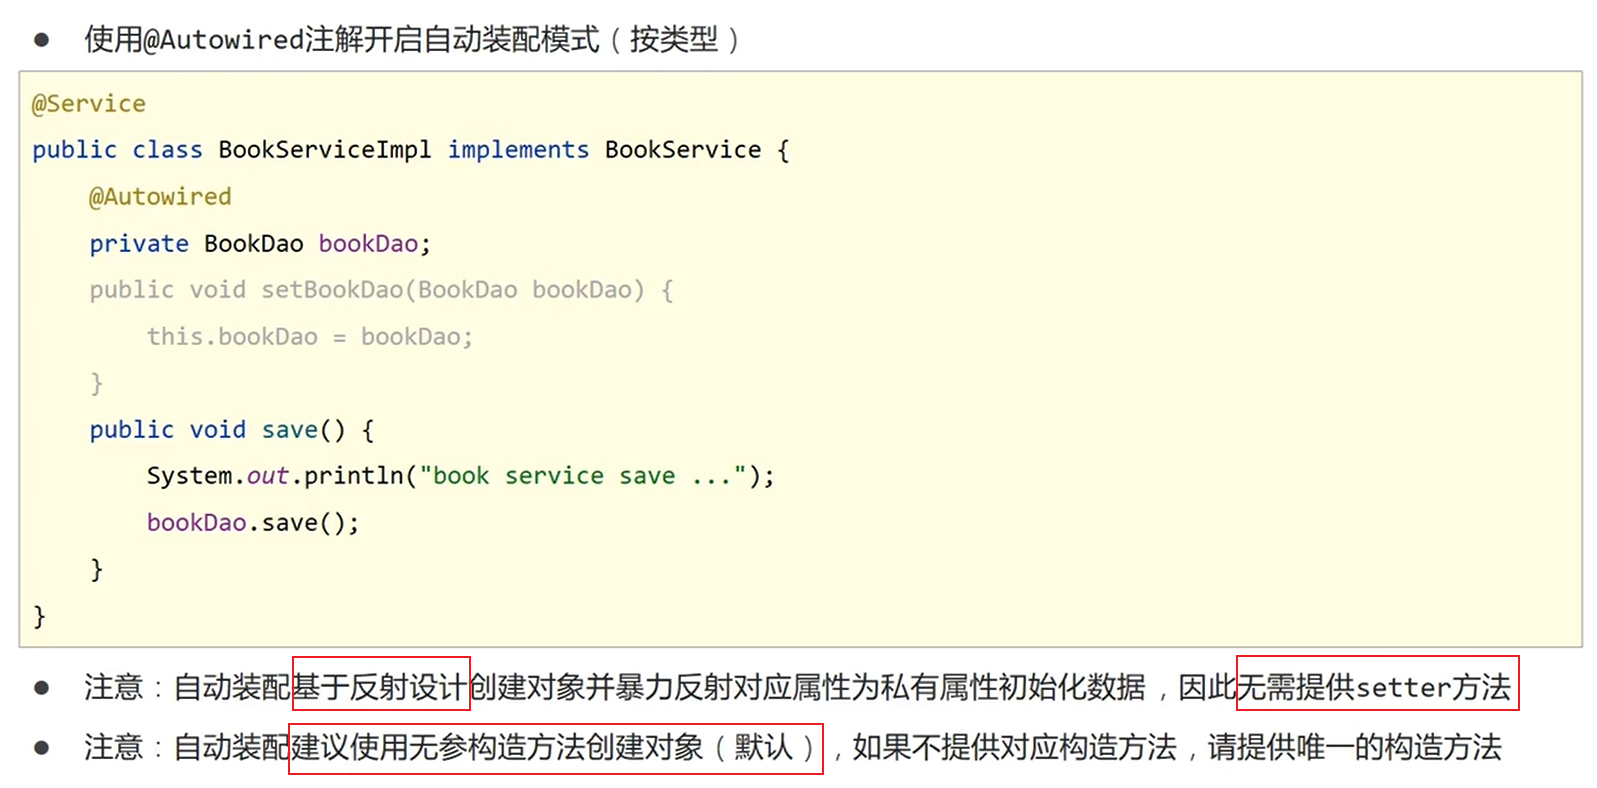 ● 使用@Autowired注解开启自动装配模式（按类型）
@Service
public class BookServiceImpl implements BookService {
    @Autowired
    private BookDao bookDao;
    public void setBookDao(BookDao bookDao) {
        this.bookDao = bookDao;
    }
    public void save() {
        System.out.println("book service save ...");
        bookDao.save();
    }
}
● 注意：自动装配基于反射设计创建对象并暴力反射对应属性为私有属性初始化数据，因此无需提供setter方法
● 注意：自动装配建议使用无参构造方法创建对象（默认），如果不提供对应构造方法，请提供唯一的构造方法